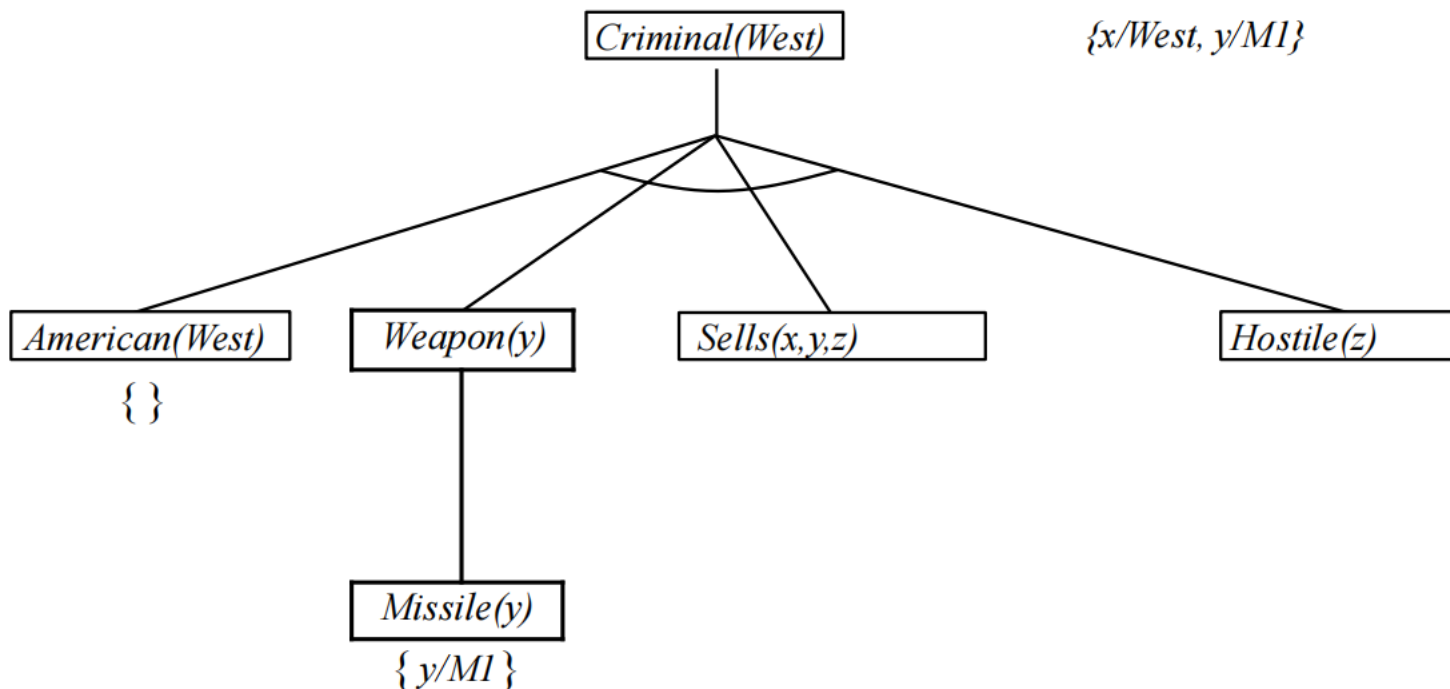 Criminal(West)
{x/West, y/M1}
American(West)
Weapon(y)
Sells(x,y,z)
Hostile(z)
{ }
Missile(y)
{ y/M1 }